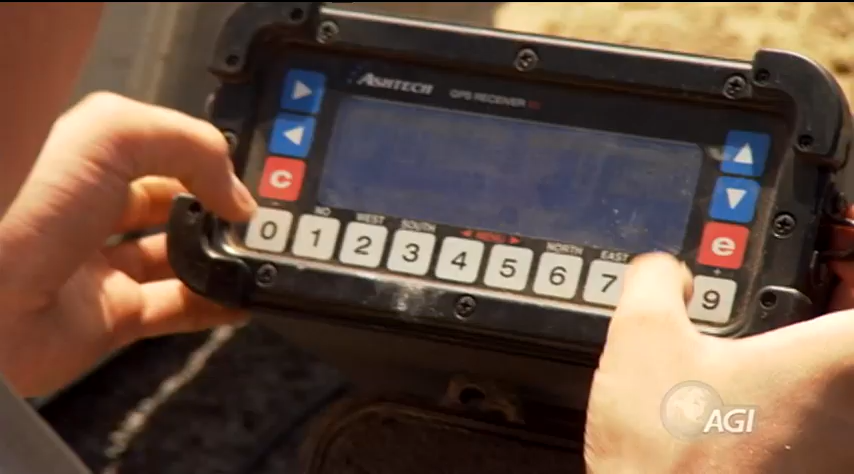 ASHTECH GPS RECEIVER
c
e
NO WEST SOUTH ◀ MENU ▶ NORTH EAST
0 1 2 3 4 5 6 7 9
AGI